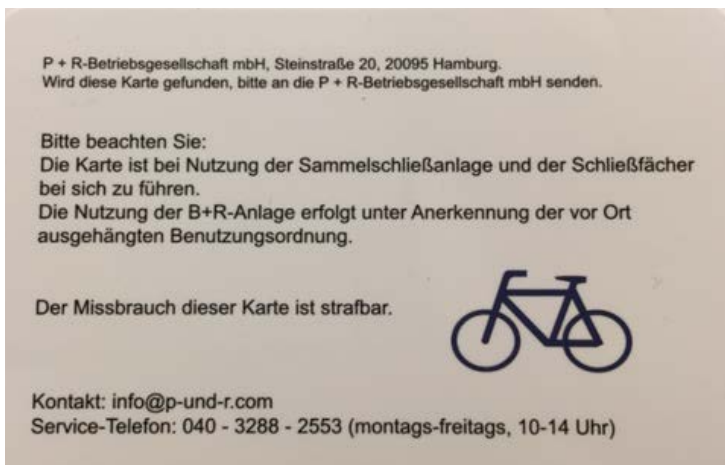 P + R-Betriebsgesellschaft mbH, Steinstraße 20, 20095 Hamburg.
Wird diese Karte gefunden, bitte an die P + R-Betriebsgesellschaft mbH senden.
Bitte beachten Sie:
Die Karte ist bei Nutzung der Sammelschließanlage und der Schließfächer
bei sich zu führen.
Die Nutzung der B+R-Anlage erfolgt unter Anerkennung der vor Ort
ausgehängten Benutzungsordnung.
Der Missbrauch dieser Karte ist strafbar.
Kontakt: info@p-und-r.com
Service-Telefon: 040 - 3288 - 2553 (montags-freitags, 10-14 Uhr)